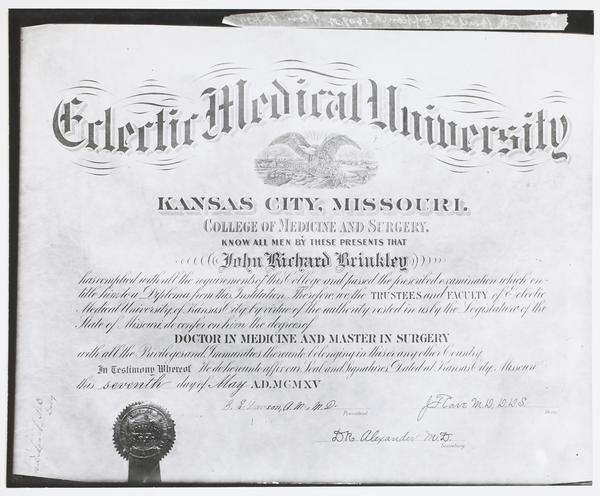 Eclectic Medical University
KANSAS CITY, MISSOURI.
COLLEGE OF MEDICINE AND SURGERY.
KNOW ALL MEN BY THESE PRESENTS THAT
John Richard Brinkley
has complied with all the requirements of this College and passed the prescribed examination which en-
title him to a Diploma from this Institution. Therefore, we the TRUSTEES and FACULTY of Eclectic
Medical University of Kansas City by virtue of the authority vested in us by the Legislature of the
State of Missouri do confer on him the degrees of
DOCTOR IN MEDICINE AND MASTER IN SURGERY
with all the Privileges and Immunities thereunto belonging in this or any other Country.
In Testimony Whereof We do hereunto affix our Seal and Signatures. Dated at Kansas City, Missouri
this seventh day of May A.D. MCMXV
A.M. M.D. President
M.D., D.D.S. Dean
Alexander M.D.
Secretary